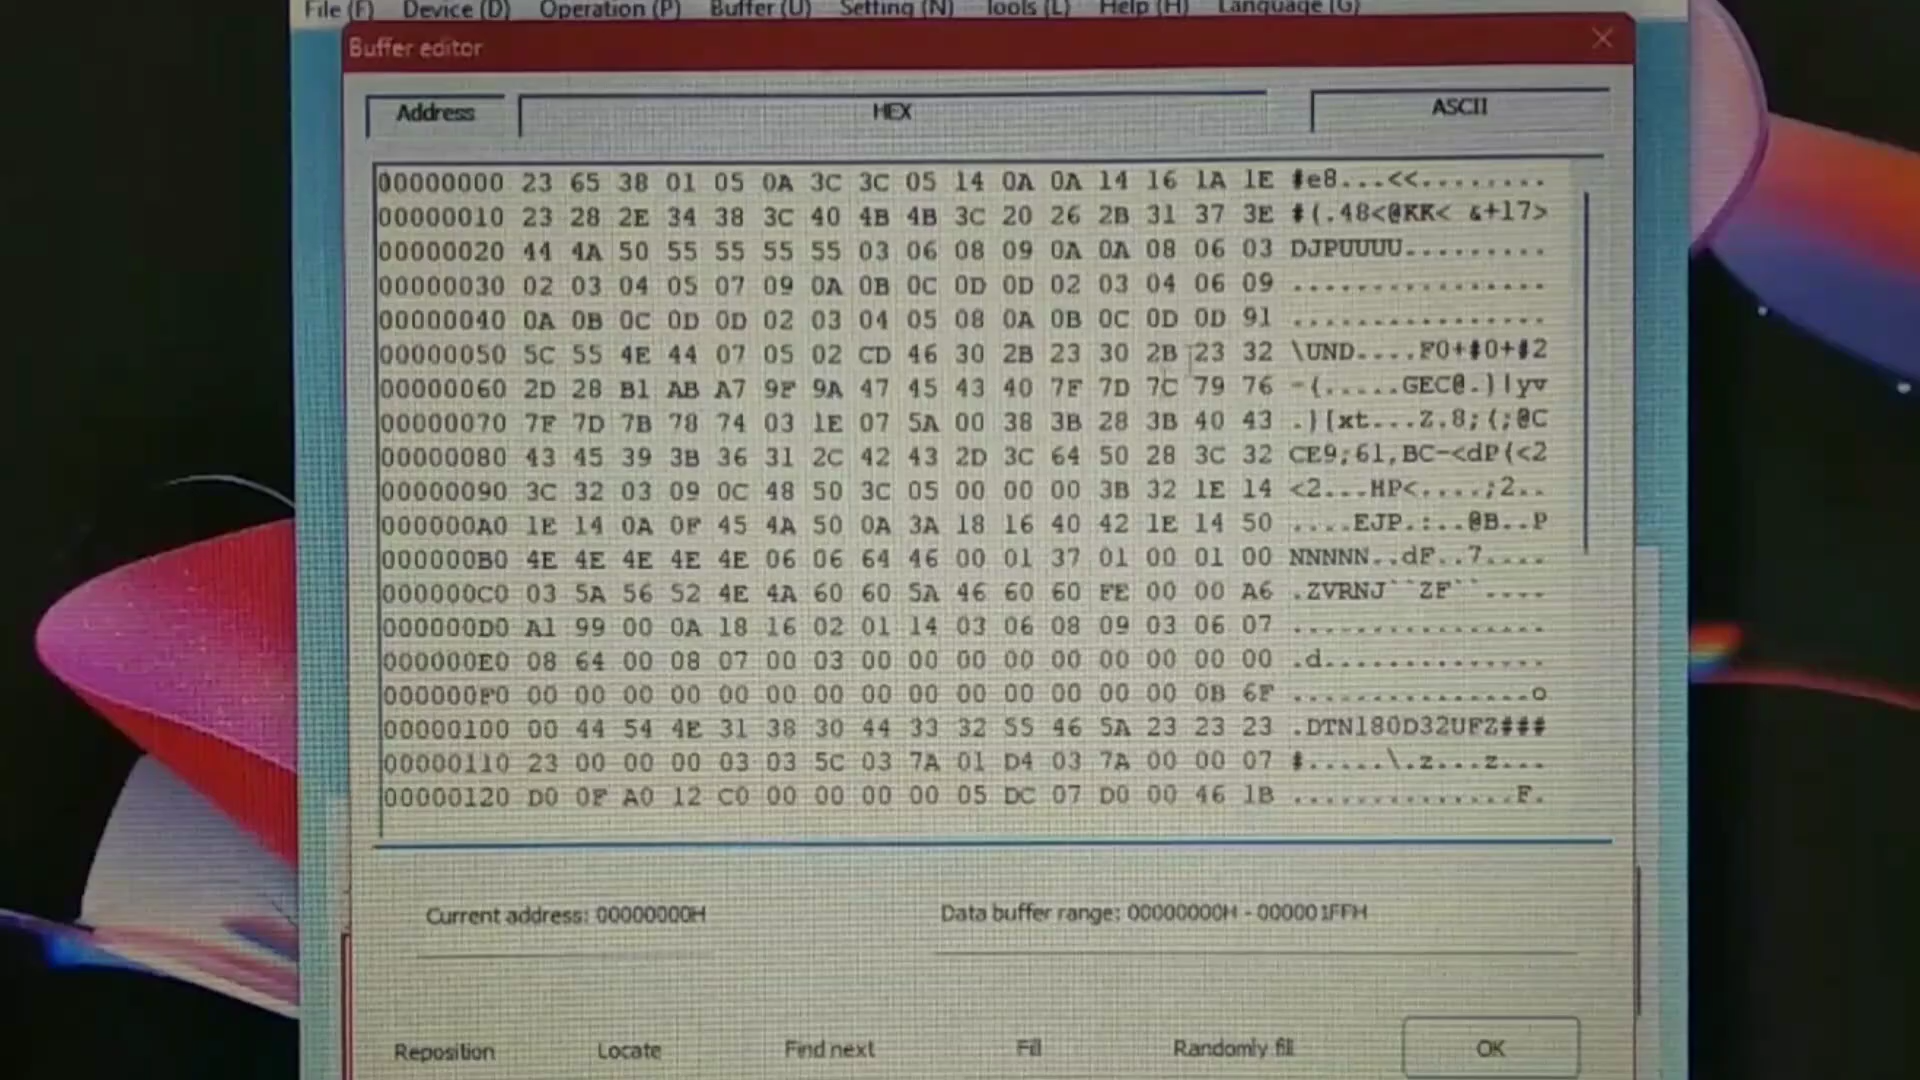 File (F) Device (D) Operation (P) Buffer (U) Setting (N) Tools (L) Help (H) Language (G)
Buffer editor
Address HEX ASCII
00000000 23 65 38 01 05 0A 3C 3C 05 14 0A 0A 14 16 1A 1E #e8...<<........
00000010 23 28 2E 34 38 3C 40 4B 4B 3C 20 26 2B 31 37 3E #(.48<@KK< &+17>
00000020 44 4A 50 55 55 55 55 03 06 08 09 0A 0A 08 06 03 DJPUUUU.........
00000030 02 03 04 05 07 09 0A 0B 0C 0D 0D 02 03 04 06 09 ................
00000040 0A 0B 0C 0D 0D 02 03 04 05 08 0A 0B 0C 0D 0D 91 ................
00000050 5C 55 4E 44 07 05 02 CD 46 30 2B 23 30 2B 23 32 \UND....F0+#0+#2
00000060 2D 28 B1 AB A7 9F 9A 47 45 43 40 7F 7D 7C 79 76 -(.....GEC@.}|yv
00000070 7F 7D 7B 78 74 03 1E 07 5A 00 38 3B 28 3B 40 43 .}{xt...Z.8;(;@C
00000080 43 45 39 3B 36 31 2C 42 43 2D 3C 64 50 28 3C 32 CE9;61,BC-<dP(<2
00000090 3C 32 03 09 0C 48 50 3C 05 00 00 00 3B 32 1E 14 <2...HP<....;2..
000000A0 1E 14 0A 0F 45 4A 50 0A 3A 18 16 40 42 1E 14 50 ....EJP.:..@B..P
000000B0 4E 4E 4E 4E 4E 06 06 64 46 00 01 37 01 00 01 00 NNNNN..dF..7....
000000C0 03 5A 56 52 4E 4A 60 60 5A 46 60 60 FE 00 00 A6 .ZVRNJ``ZF``....
000000D0 A1 99 00 0A 18 16 02 01 14 03 06 08 09 03 06 07 ................
000000E0 08 64 00 08 07 00 03 00 00 00 00 00 00 00 00 00 .d..............
000000F0 00 00 00 00 00 00 00 00 00 00 00 00 00 00 0B 6F ...............o
00000100 00 44 54 4E 31 38 30 44 33 32 55 46 5A 23 23 23 .DTN180D32UFZ###
00000110 23 00 00 00 03 03 5C 03 7A 01 D4 03 7A 00 00 07 #.....\.z...z...
00000120 D0 0F A0 12 C0 00 00 00 00 05 DC 07 D0 00 46 1B ..............F.
Current address: 00000000H Data buffer range: 00000000H - 000001FFH
Reposition Locate Find next Fill Randomly fill OK